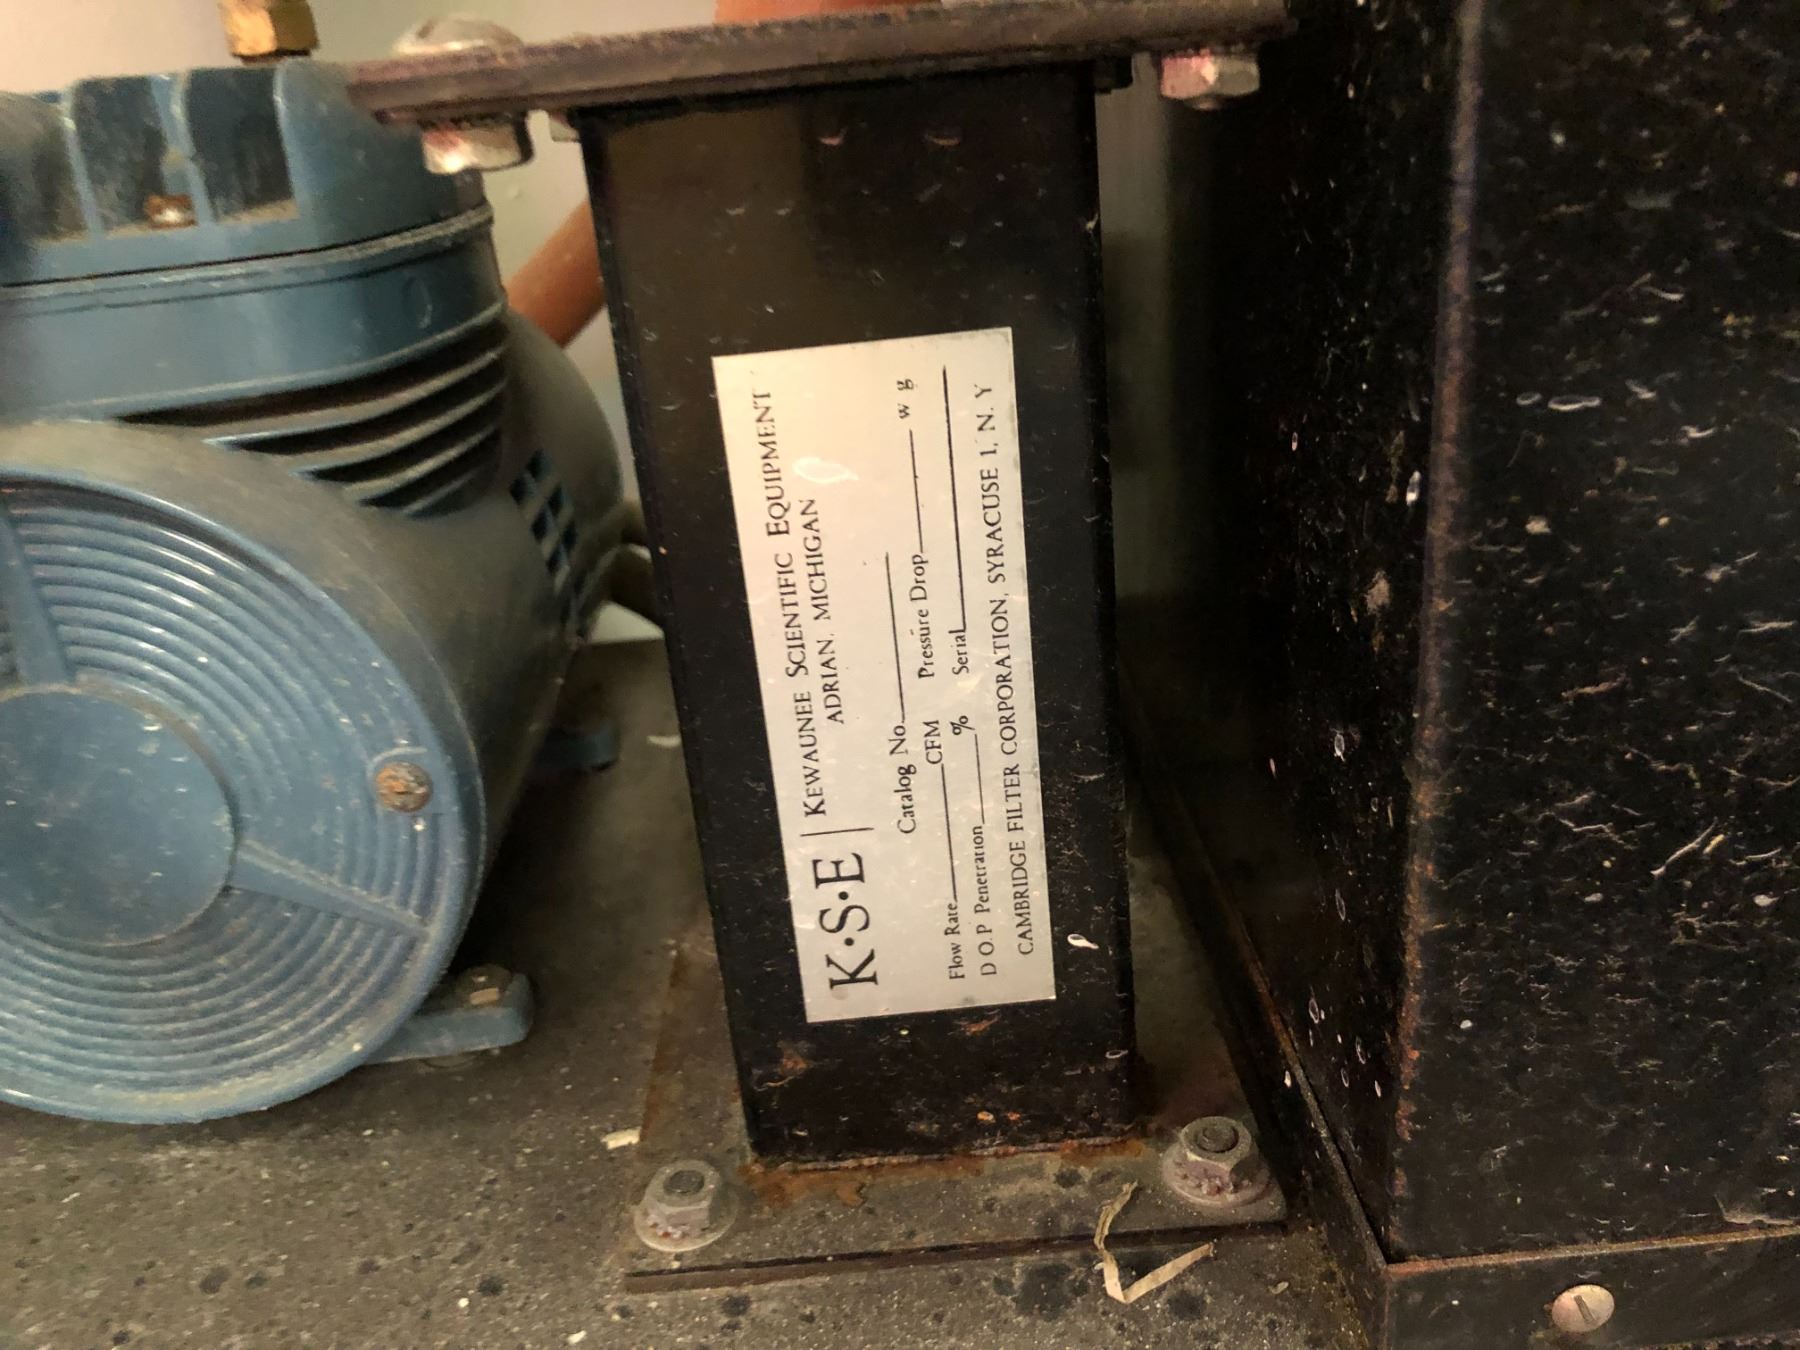 K·S·E | KEWAUNEE SCIENTIFIC EQUIPMENT
ADRIAN, MICHIGAN
Catalog No.
Flow Rate CFM Pressure Drop w g
D O.P Penetration % Serial
CAMBRIDGE FILTER CORPORATION, SYRACUSE 1, N. Y